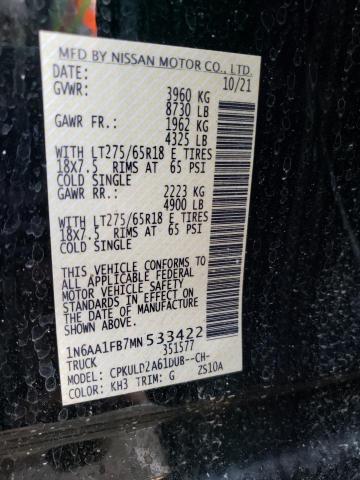 MFD BY NISSAN MOTOR CO., LTD.
DATE: 10/21
GVWR: 3960 KG
8730 LB
GAWR FR.: 1962 KG
4325 LB
WITH LT275/65R18 E TIRES
18X7.5 RIMS AT 65 PSI
COLD SINGLE
GAWR RR.: 2223 KG
4900 LB
WITH LT275/65R18 E TIRES
18X7.5 RIMS AT 65 PSI
COLD SINGLE
THIS VEHICLE CONFORMS TO
ALL APPLICABLE FEDERAL
MOTOR VEHICLE SAFETY
STANDARDS IN EFFECT ON
THE DATE OF MANUFACTURE
SHOWN ABOVE.
1N6AA1FB7MN 533422
TRUCK 351577
MODEL: CPKULD2A61DUB--CH-
COLOR: KH3 TRIM: G ZS10A